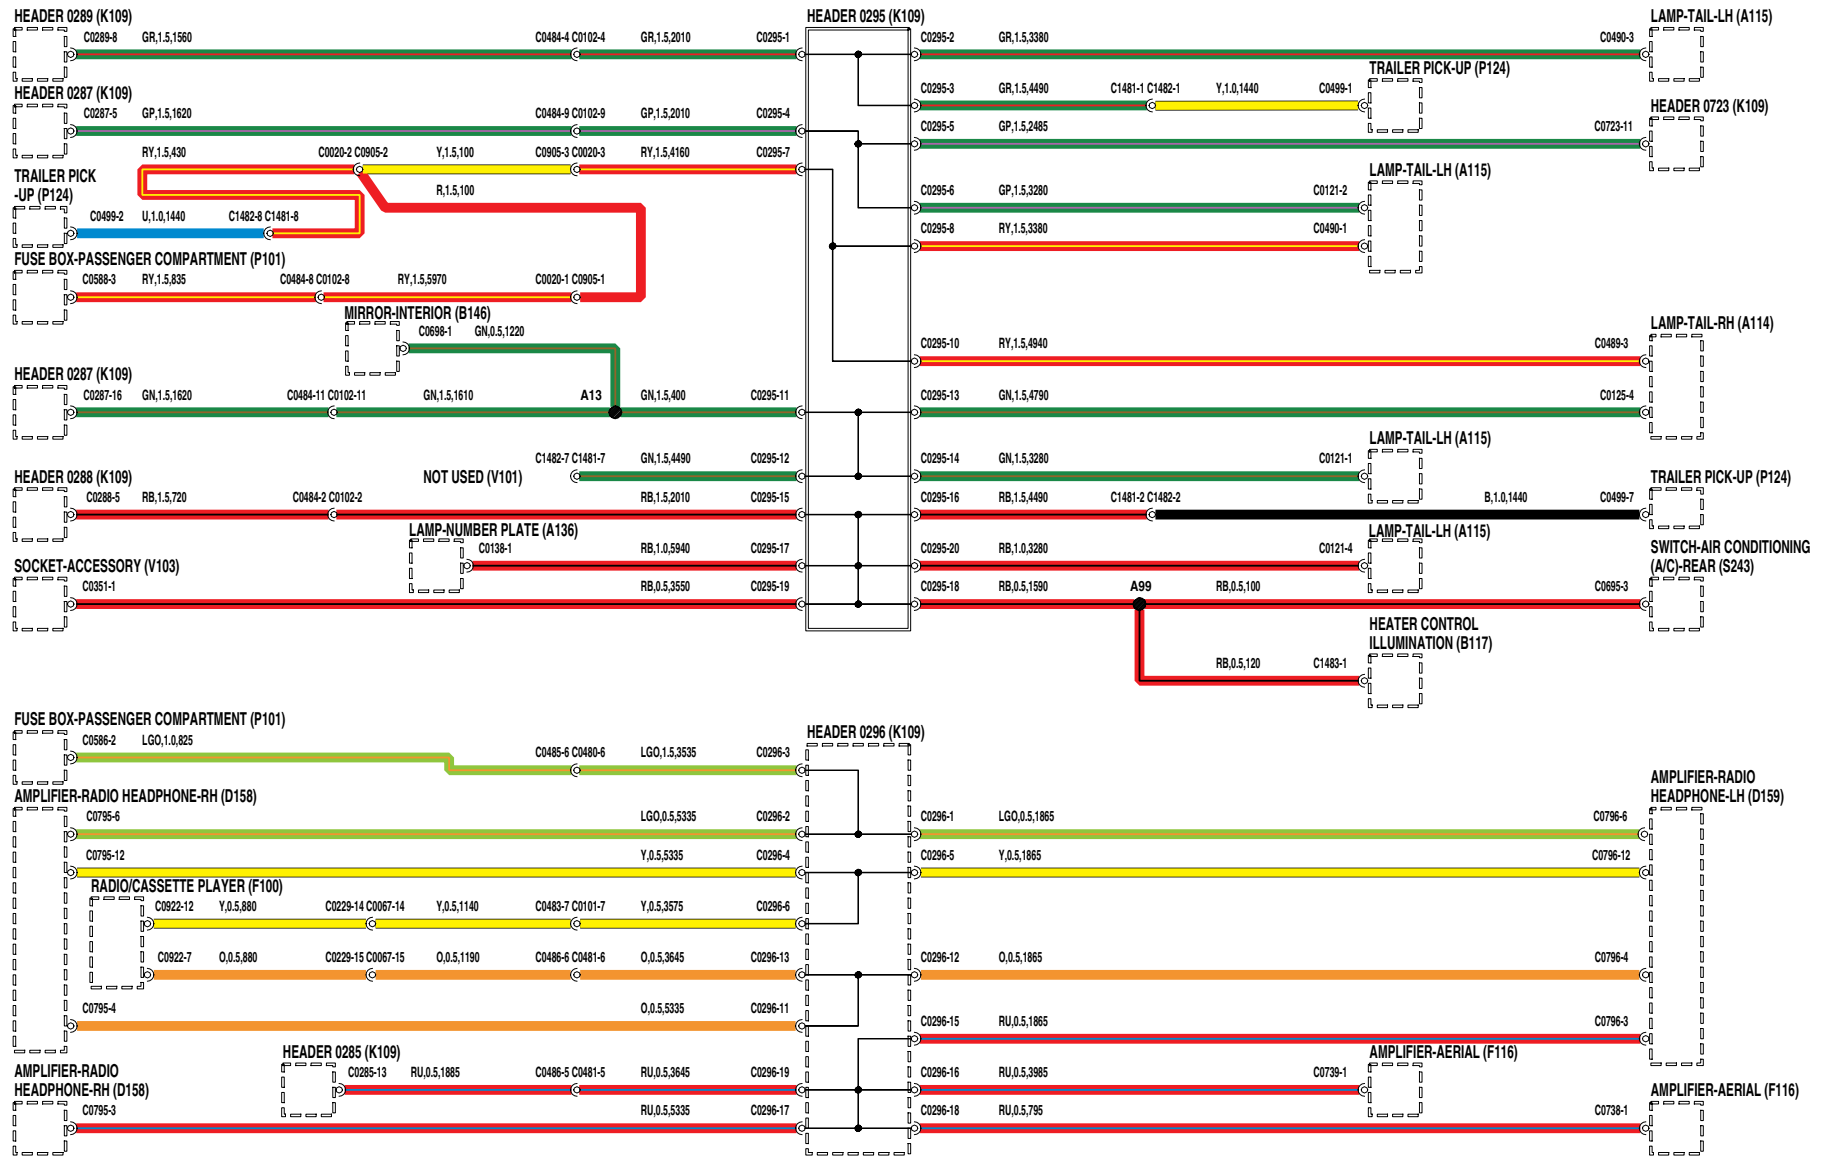 HEADER 0289 (K109)
HEADER 0295 (K109)
LAMP-TAIL-LH (A115)
C0289-8 GR,1.5,1560 C0484-4 C0102-4 GR,1.5,2010 C0295-1
C0295-2 GR,1.5,3380 C0490-3
TRAILER PICK-UP (P124)
HEADER 0287 (K109)
C0295-3 GR,1.5,4490 C1481-1 C1482-1 Y,1.0,1440 C0499-1
HEADER 0723 (K109)
C0287-5 GP,1.5,1620 C0484-9 C0102-9 GP,1.5,2010 C0295-4
C0295-5 GP,1.5,2485 C0723-11
RY,1.5,430 C0020-2 C0905-2 Y,1.5,100 C0905-3 C0020-3 RY,1.5,4160 C0295-7
LAMP-TAIL-LH (A115)
TRAILER PICK
-UP (P124)
R,1.5,100
C0295-6 GP,1.5,3280 C0121-2
C0499-2 U,1.0,1440 C1482-8 C1481-8
C0295-8 RY,1.5,3380 C0490-1
FUSE BOX-PASSENGER COMPARTMENT (P101)
C0588-3 RY,1.5,835 C0484-8 C0102-8 RY,1.5,5970 C0020-1 C0905-1
MIRROR-INTERIOR (B146)
C0698-1 GN,0.5,1220
LAMP-TAIL-RH (A114)
C0295-10 RY,1.5,4940 C0489-3
HEADER 0287 (K109)
C0287-16 GN,1.5,1620 C0484-11 C0102-11 GN,1.5,1610 A13 GN,1.5,400 C0295-11
C0295-13 GN,1.5,4790 C0125-4
LAMP-TAIL-LH (A115)
C1482-7 C1481-7 GN,1.5,4490 C0295-12
C0295-14 GN,1.5,3280 C0121-1
HEADER 0288 (K109)
NOT USED (V101)
TRAILER PICK-UP (P124)
C0288-5 RB,1.5,720 C0484-2 C0102-2 RB,1.5,2010 C0295-15
C0295-16 RB,1.5,4490 C1481-2 C1482-2 B,1.0,1440 C0499-7
LAMP-NUMBER PLATE (A136)
LAMP-TAIL-LH (A115)
C0138-1 RB,1.0,5940 C0295-17
C0295-20 RB,1.0,3280 C0121-4
SWITCH-AIR CONDITIONING
(A/C)-REAR (S243)
SOCKET-ACCESSORY (V103)
C0351-1 RB,0.5,3550 C0295-19
C0295-18 RB,0.5,1590 A99 RB,0.5,100 C0695-3
HEATER CONTROL
ILLUMINATION (B117)
RB,0.5,120 C1483-1
FUSE BOX-PASSENGER COMPARTMENT (P101)
HEADER 0296 (K109)
C0586-2 LGO,1.0,825
C0485-6 C0480-6 LGO,1.5,3535 C0296-3
AMPLIFIER-RADIO
HEADPHONE-LH (D159)
AMPLIFIER-RADIO HEADPHONE-RH (D158)
C0795-6 LGO,0.5,5335 C0296-2
C0296-1 LGO,0.5,1865 C0796-6
C0795-12 Y,0.5,5335 C0296-4
C0296-5 Y,0.5,1865 C0796-12
RADIO/CASSETTE PLAYER (F100)
C0922-12 Y,0.5,880 C0229-14 C0067-14 Y,0.5,1140 C0483-7 C0101-7 Y,0.5,3575 C0296-6
C0922-7 O,0.5,880 C0229-15 C0067-15 O,0.5,1190 C0486-6 C0481-6 O,0.5,3645 C0296-13
C0296-12 O,0.5,1865 C0796-4
C0795-4 O,0.5,5335 C0296-11
C0296-15 RU,0.5,1865 C0796-3
HEADER 0285 (K109)
AMPLIFIER-AERIAL (F116)
AMPLIFIER-RADIO
HEADPHONE-RH (D158)
C0285-13 RU,0.5,1885 C0486-5 C0481-5 RU,0.5,3645 C0296-19
C0296-16 RU,0.5,3985 C0739-1
AMPLIFIER-AERIAL (F116)
C0795-3 RU,0.5,5335 C0296-17
C0296-18 RU,0.5,795 C0738-1